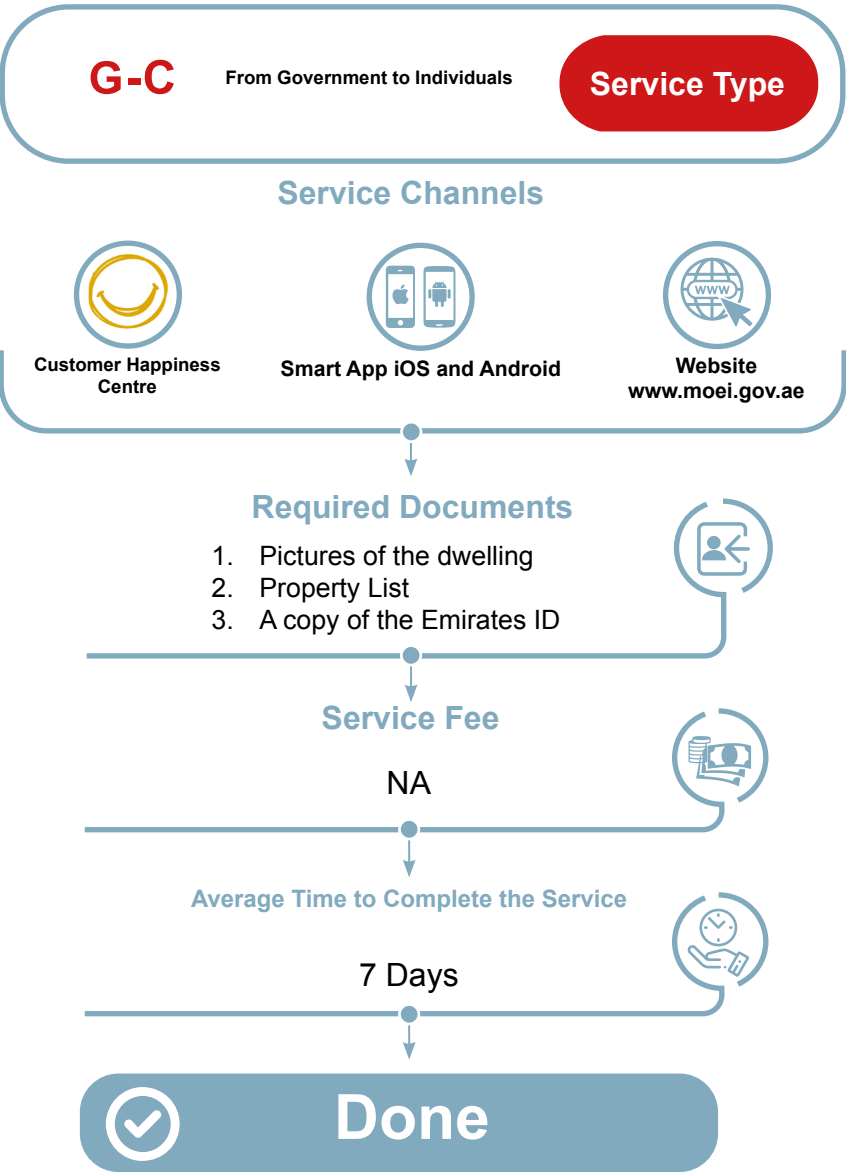 G-C
From Government to Individuals
Service Type
Service Channels
Customer Happiness
Centre
Smart App iOS and Android
www
Website
www.moei.gov.ae
Required Documents
1. Pictures of the dwelling
2. Property List
3. A copy of the Emirates ID
Service Fee
NA
Average Time to Complete the Service
7 Days
Done